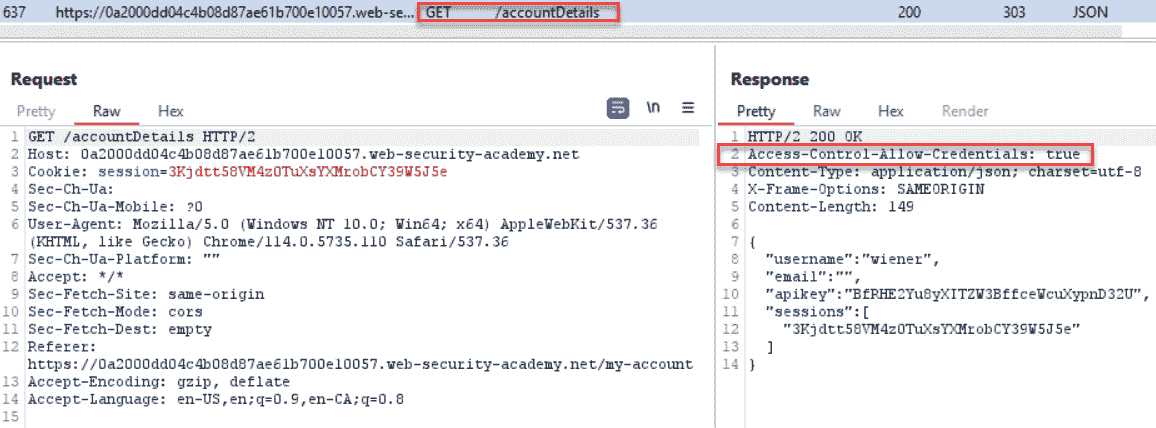 637 https://0a2000dd04c4b08d87ae61b700e10057.web-se... GET /accountDetails 200 303 JSON
Request
Pretty Raw Hex \n
1 GET /accountDetails HTTP/2
2 Host: 0a2000dd04c4b08d87ae61b700e10057.web-security-academy.net
3 Cookie: session=3Kjdtt58VM4z0TuXsYXMrobCY39W5J5e
4 Sec-Ch-Ua:
5 Sec-Ch-Ua-Mobile: ?0
6 User-Agent: Mozilla/5.0 (Windows NT 10.0; Win64; x64) AppleWebKit/537.36
(KHTML, like Gecko) Chrome/114.0.5735.110 Safari/537.36
7 Sec-Ch-Ua-Platform: ""
8 Accept: */*
9 Sec-Fetch-Site: same-origin
10 Sec-Fetch-Mode: cors
11 Sec-Fetch-Dest: empty
12 Referer:
https://0a2000dd04c4b08d87ae61b700e10057.web-security-academy.net/my-account
13 Accept-Encoding: gzip, deflate
14 Accept-Language: en-US,en;q=0.9,en-CA;q=0.8
15
Response
Pretty Raw Hex Render
1 HTTP/2 200 OK
2 Access-Control-Allow-Credentials: true
3 Content-Type: application/json; charset=utf-8
4 X-Frame-Options: SAMEORIGIN
5 Content-Length: 149
6
7 {
8 "username":"wiener",
9 "email":"",
10 "apikey":"BfRHE2Yu8yXITZW3BffceWcuXypnD32U",
11 "sessions":[
12 "3Kjdtt58VM4z0TuXsYXMrobCY39W5J5e"
13 ]
14 }